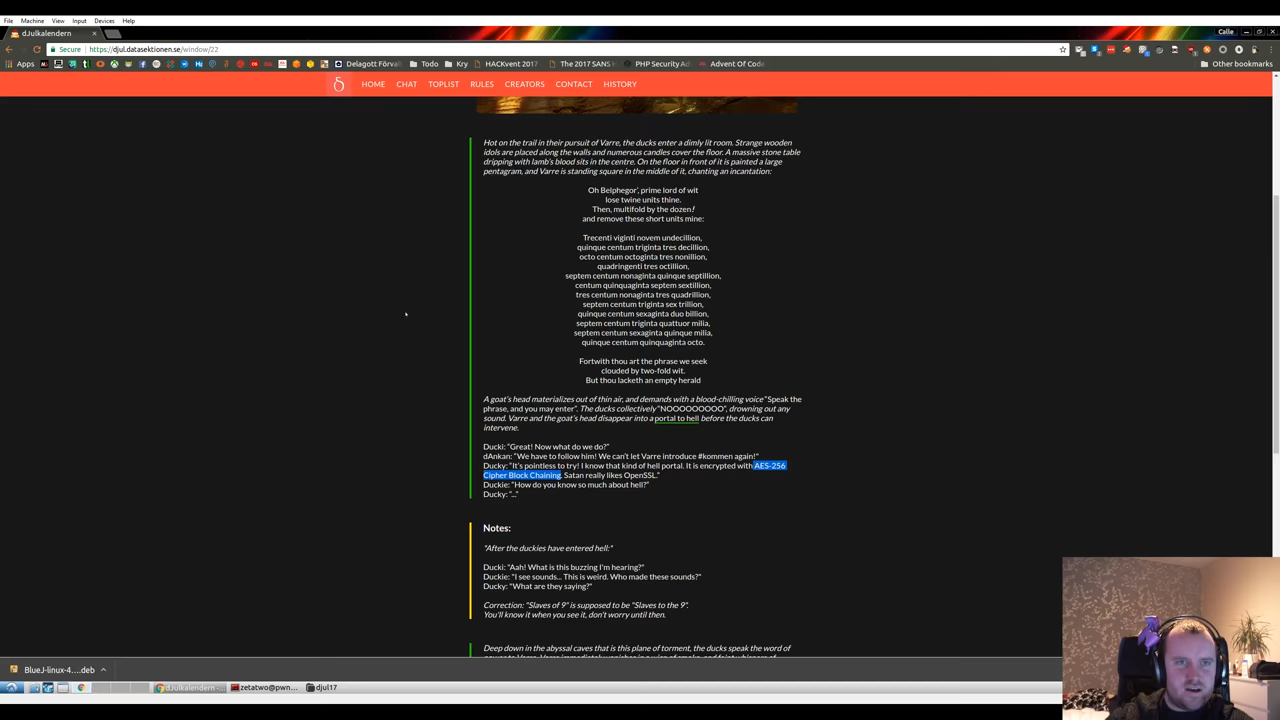 File Machine View Input Devices Help
dJulkalendern
Calle
Secure https://djul.datasektionen.se/window/22
Apps Delagott Förval Todo Kry HACKvent 2017 The 2017 SANS H PHP Security Ad Advent Of Code Other bookmarks
HOME CHAT TOPLIST RULES CREATORS CONTACT HISTORY
Hot on the trail in their pursuit of Varre, the ducks enter a dimly lit room. Strange wooden
idols are placed along the walls and numerous candles cover the floor. A massive stone table
dripping with lamb's blood sits in the centre. On the floor in front of it is painted a large
pentagram, and Varre is standing square in the middle of it, chanting an incantation:
Oh Belphegor', prime lord of wit
lose twine units thine.
Then, multifold by the dozen!
and remove these short units mine:
Trecenti viginti novem undecillion,
quinque centum triginta tres decillion,
octo centum octoginta tres nonillion,
quadringenti tres octillion,
septem centum nonaginta quinque septillion,
centum quinquaginta septem sextillion,
tres centum nonaginta tres quadrillion,
septem centum triginta sex trillion,
quinque centum sexaginta duo billion,
septem centum triginta quattuor milia,
septem centum sexaginta quinque milia,
quinque centum quinquaginta octo.
Fortwith thou art the phrase we seek
clouded by two-fold wit.
But thou lacketh an empty herald
A goat's head materializes out of thin air, and demands with a blood-chilling voice "Speak the
phrase, and you may enter". The ducks collectively "NOOOOOOOOO", drowning out any
sound. Varre and the goat's head disappear into a portal to hell before the ducks can
intervene.
Ducki: "Great! Now what do we do?"
dAnkan: "We have to follow him! We can't let Varre introduce #kommen again!"
Ducky: "It's pointless to try! I know that kind of hell portal. It is encrypted with AES-256
Cipher Block Chaining. Satan really likes OpenSSL."
Duckie: "How do you know so much about hell?"
Ducky: "..."
Notes:
"After the duckies have entered hell:"
Ducki: "Aah! What is this buzzing I'm hearing?"
Duckie: "I see sounds... This is weird. Who made these sounds?"
Ducky: "What are they saying?"
Correction: "Slaves of 9" is supposed to be "Slaves to the 9".
You'll know it when you see it, don't worry until then.
Deep down in the abyssal caves that is this plane of torment, the ducks speak the word of
BlueJ-linux-4....deb
dJulkalendern -... zetatwo@pwn... djul17